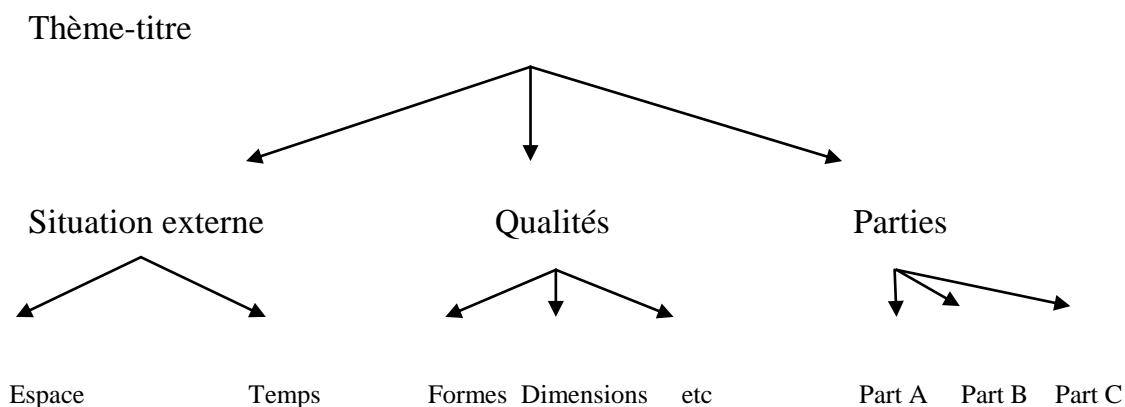 Thème-titre
Situation externe Qualités Parties
Espace Temps Formes Dimensions etc Part A Part B Part C